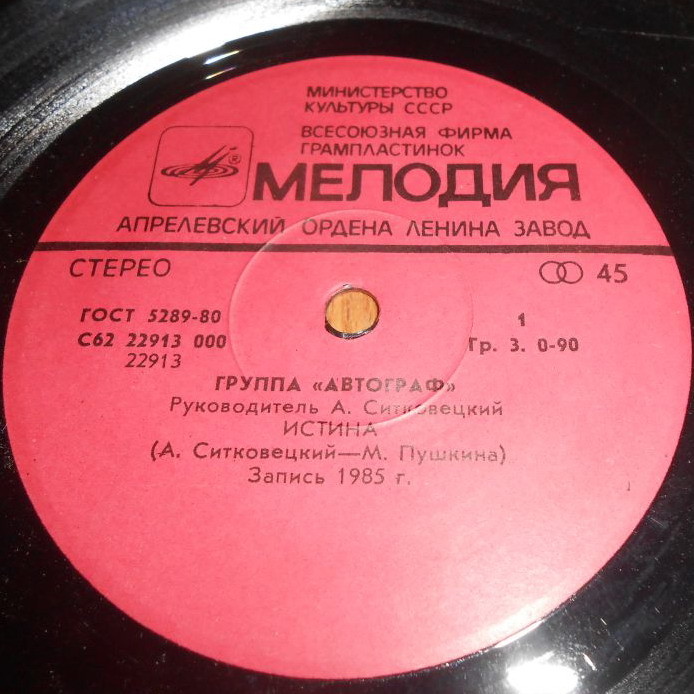 МИНИСТЕРСТВО
КУЛЬТУРЫ СССР
ВСЕСОЮЗНАЯ ФИРМА
ГРАМПЛАСТИНОК
®
МЕЛОДИЯ
АПРЕЛЕВСКИЙ ОРДЕНА ЛЕНИНА ЗАВОД
СТЕРЕО 45
ГОСТ 5289-80 1
С62 22913 000 Гр. 3. 0-90
22913
ГРУППА «АВТОГРАФ»
Руководитель А. Ситковецкий
ИСТИНА
(А. Ситковецкий—М. Пушкина)
Запись 1985 г.